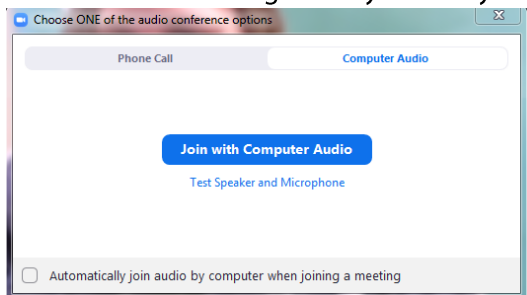 Choose ONE of the audio conference options
Phone Call Computer Audio
Join with Computer Audio
Test Speaker and Microphone
Automatically join audio by computer when joining a meeting